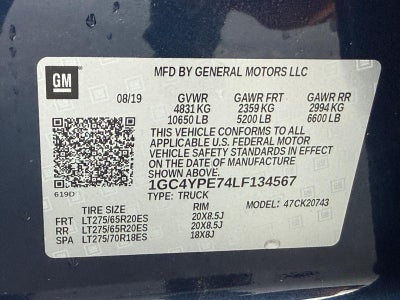 GM
MFD BY GENERAL MOTORS LLC
08/19 GVWR GAWR FRT GAWR RR
4831 KG 2359 KG 2994 KG
10650 LB 5200 LB 6600 LB
THIS VEHICLE CONFORMS TO ALL
APPLICABLE U.S. FEDERAL MOTOR
VEHICLE SAFETY STANDARDS IN EFFECT
ON THE DATE OF MANUFACTURE
SHOWN ABOVE.
1GC4YPE74LF134567
619D TYPE: TRUCK MODEL: 47CK20743
TIRE SIZE RIM
FRT LT275/65R20ES 20X8.5J
RR LT275/65R20ES 20X8.5J
SPA LT275/70R18ES 18X8J